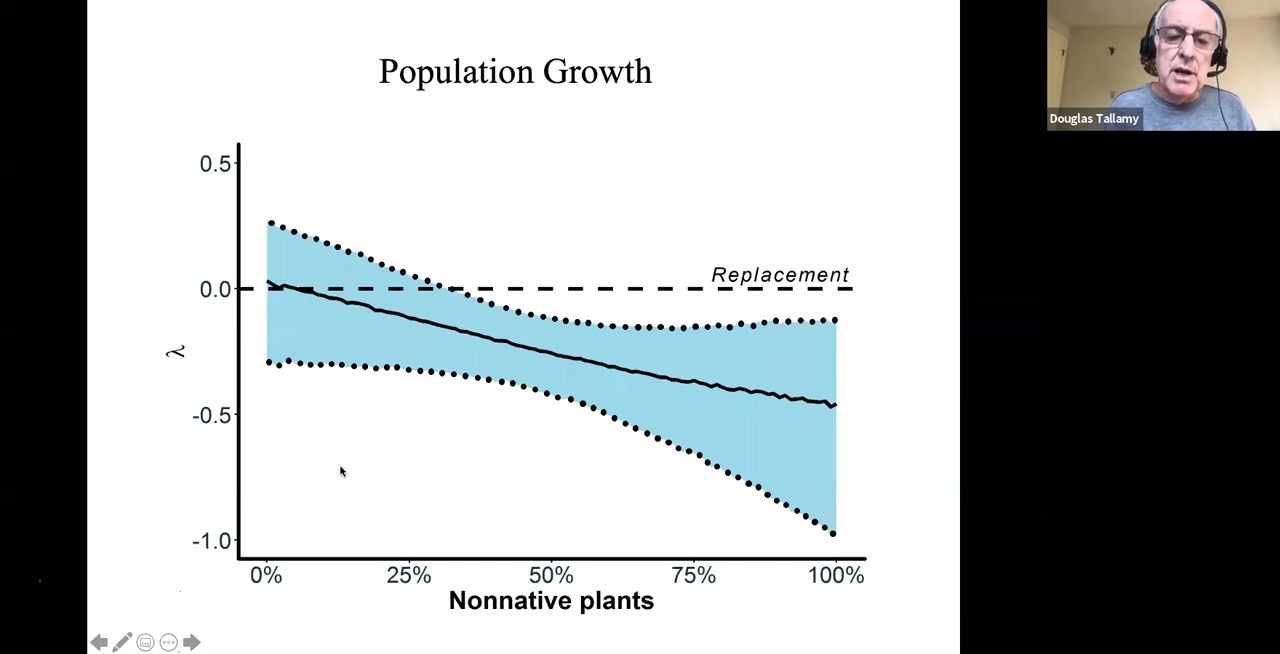 Population Growth
Douglas Tallamy
0.5
Replacement
0.0
λ
-0.5
-1.0
0%
25%
50%
75%
100%
Nonnative plants